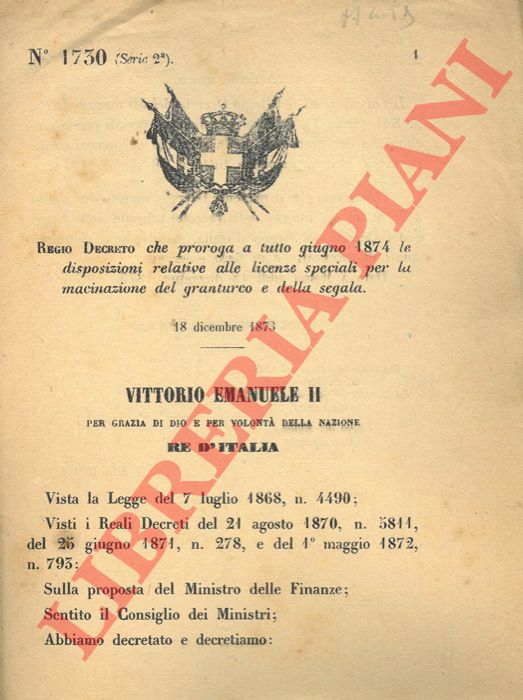 N° 1730 (Serie 2ª).
1
REGIO DECRETO che proroga a tutto giugno 1874 le
disposizioni relative alle licenze speciali per la
macinazione del granturco e della segala.
18 dicembre 1873
VITTORIO EMANUELE II
PER GRAZIA DI DIO E PER VOLONTÀ DELLA NAZIONE
RE D'ITALIA
Vista la Legge del 7 luglio 1868, n. 4490;
Visti i Reali Decreti del 21 agosto 1870, n. 5811,
del 25 giugno 1871, n. 278, e del 1° maggio 1872,
n. 793;
Sulla proposta del Ministro delle Finanze;
Sentito il Consiglio dei Ministri;
Abbiamo decretato e decretiamo:
LIBRERIA PIANI